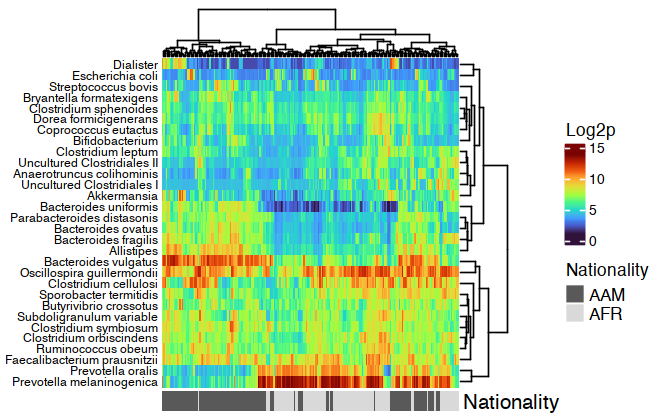 Dialister
Escherichia coli
Streptococcus bovis
Bryantella formatexigens
Clostridium sphenoides
Dorea formicigenerans
Coprococcus eutactus
Bifidobacterium
Clostridium leptum
Uncultured Clostridiales II
Anaerotruncus colihominis
Uncultured Clostridiales I
Akkermansia
Bacteroides uniformis
Parabacteroides distasonis
Bacteroides ovatus
Bacteroides fragilis
Allistipes
Bacteroides vulgatus
Oscillospira guillermondii
Clostridium cellulosi
Sporobacter termitidis
Butyrivibrio crossotus
Subdoligranulum variable
Clostridium symbiosum
Clostridium orbiscindens
Ruminococcus obeum
Faecalibacterium prausnitzii
Prevotella oralis
Prevotella melaninogenica
Nationality
Log2p
15
10
5
0
Nationality
AAM
AFR